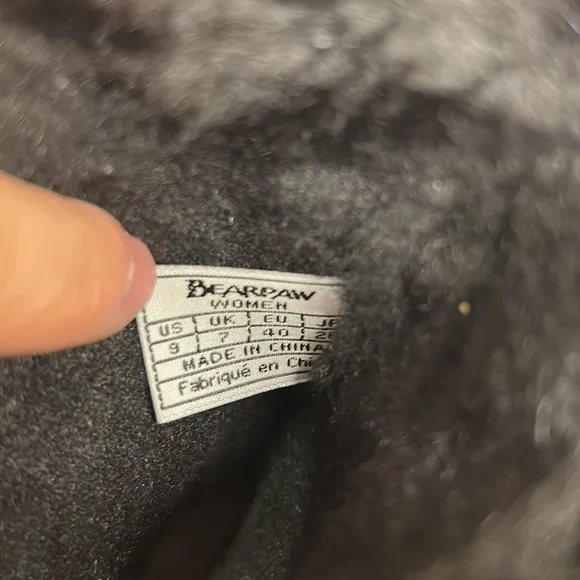 BEARPAW
WOMEN
US UK EU
9 7 40
MADE IN CHINA
Fabriqué en